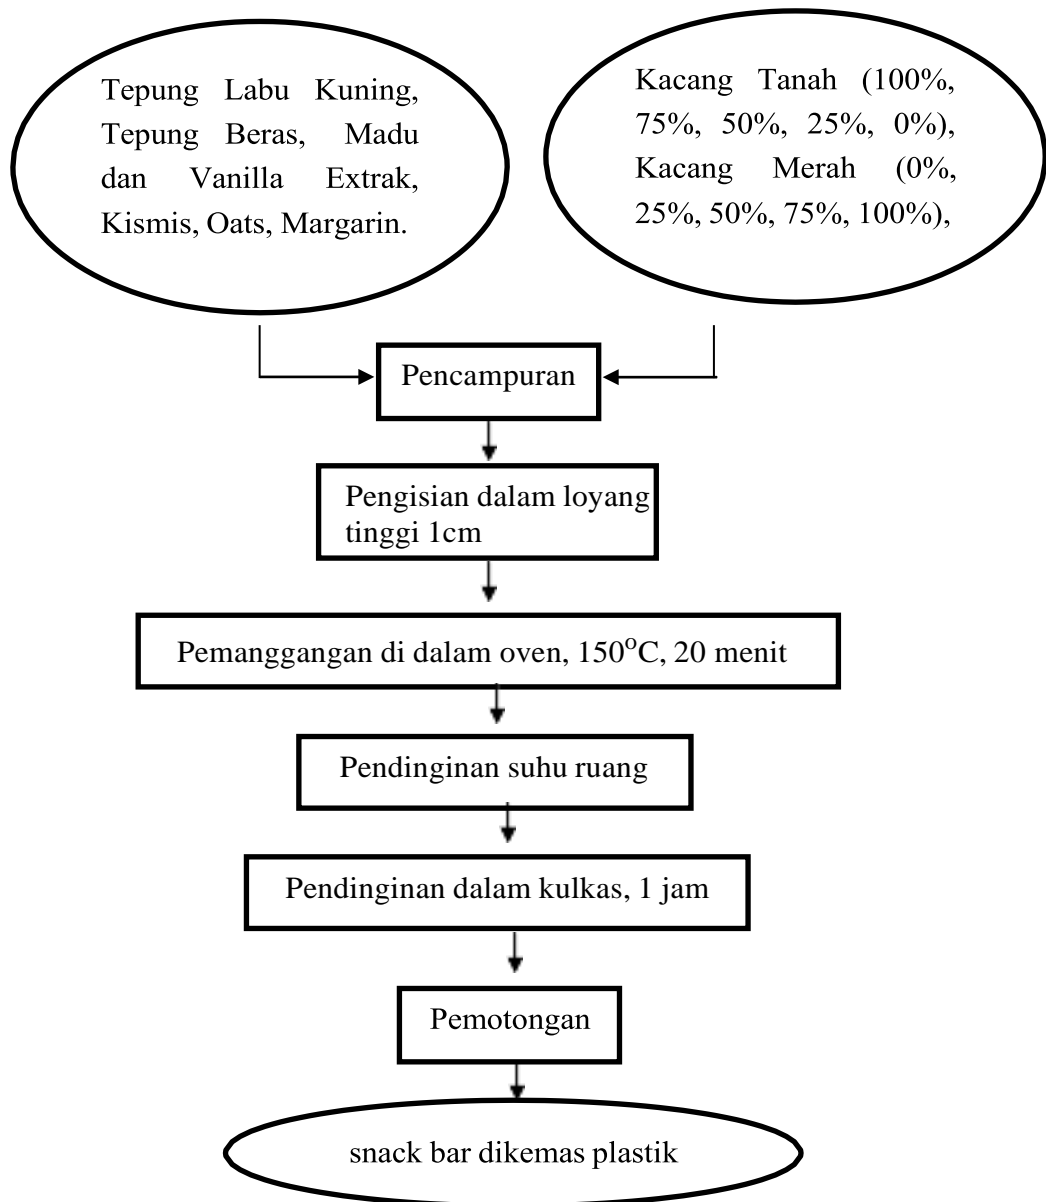 Tepung Labu Kuning,
Tepung Beras, Madu
dan Vanilla Extrak,
Kismis, Oats, Margarin.
Kacang Tanah (100%,
75%, 50%, 25%, 0%),
Kacang Merah (0%,
25%, 50%, 75%, 100%),
Pencampuran
Pengisian dalam loyang
tinggi 1cm
Pemanggangan di dalam oven, 150°C, 20 menit
Pendinginan suhu ruang
Pendinginan dalam kulkas, 1 jam
Pemotongan
snack bar dikemas plastik